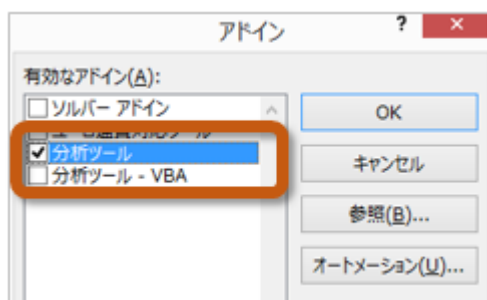 アドイン
?
×
有効なアドイン(A):
ソルバー アドイン
分析ツール
分析ツール - VBA
OK
キャンセル
参照(B)...
オートメーション(U)...